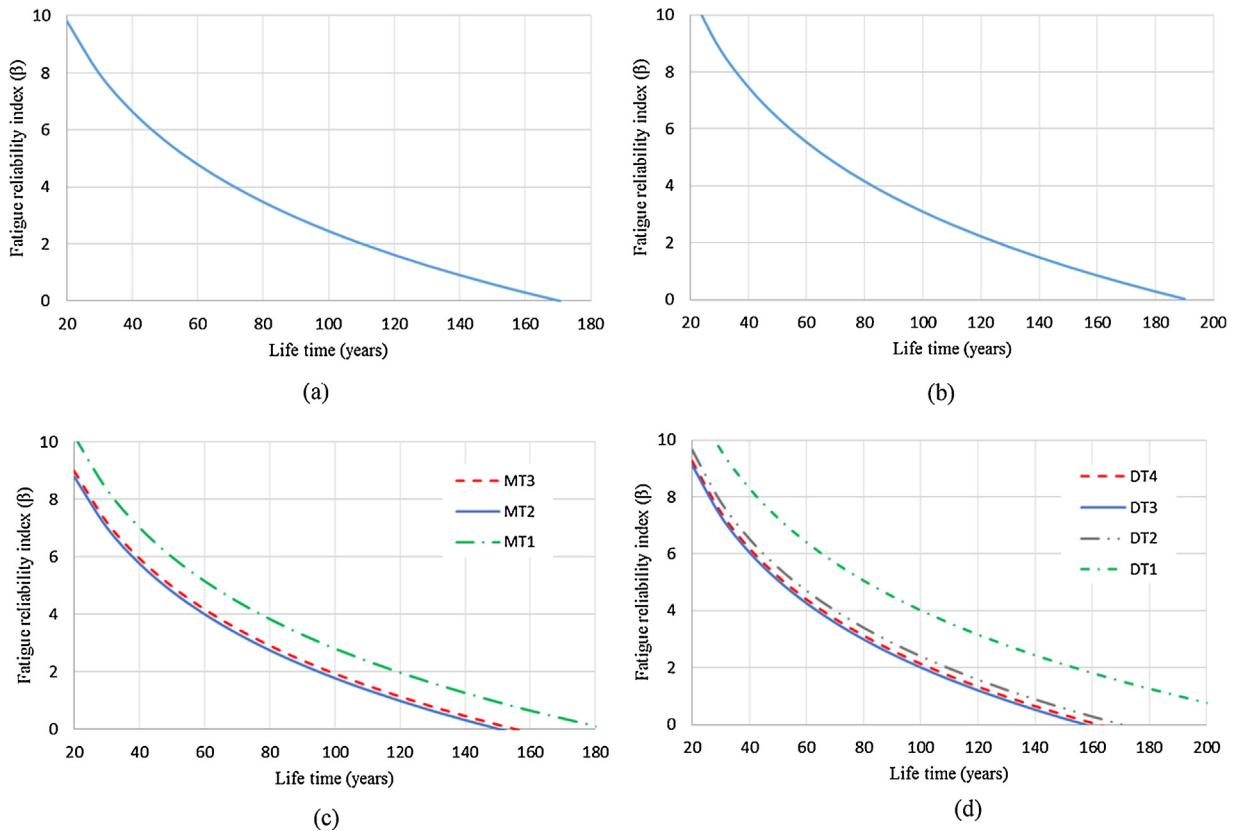 10
8
6
4
2
0
20 40 60 80 100 120 140 160 180
Fatigue reliability index (β)
Life time (years)
(a)
10
8
6
4
2
0
20 40 60 80 100 120 140 160 180 200
Fatigue reliability index (β)
Life time (years)
(b)
10
8
6
4
2
0
20 40 60 80 100 120 140 160 180
Fatigue reliability index (β)
Life time (years)
MT3
MT2
MT1
(c)
10
8
6
4
2
0
20 40 60 80 100 120 140 160 180 200
Fatigue reliability index (β)
Life time (years)
DT4
DT3
DT2
DT1
(d)